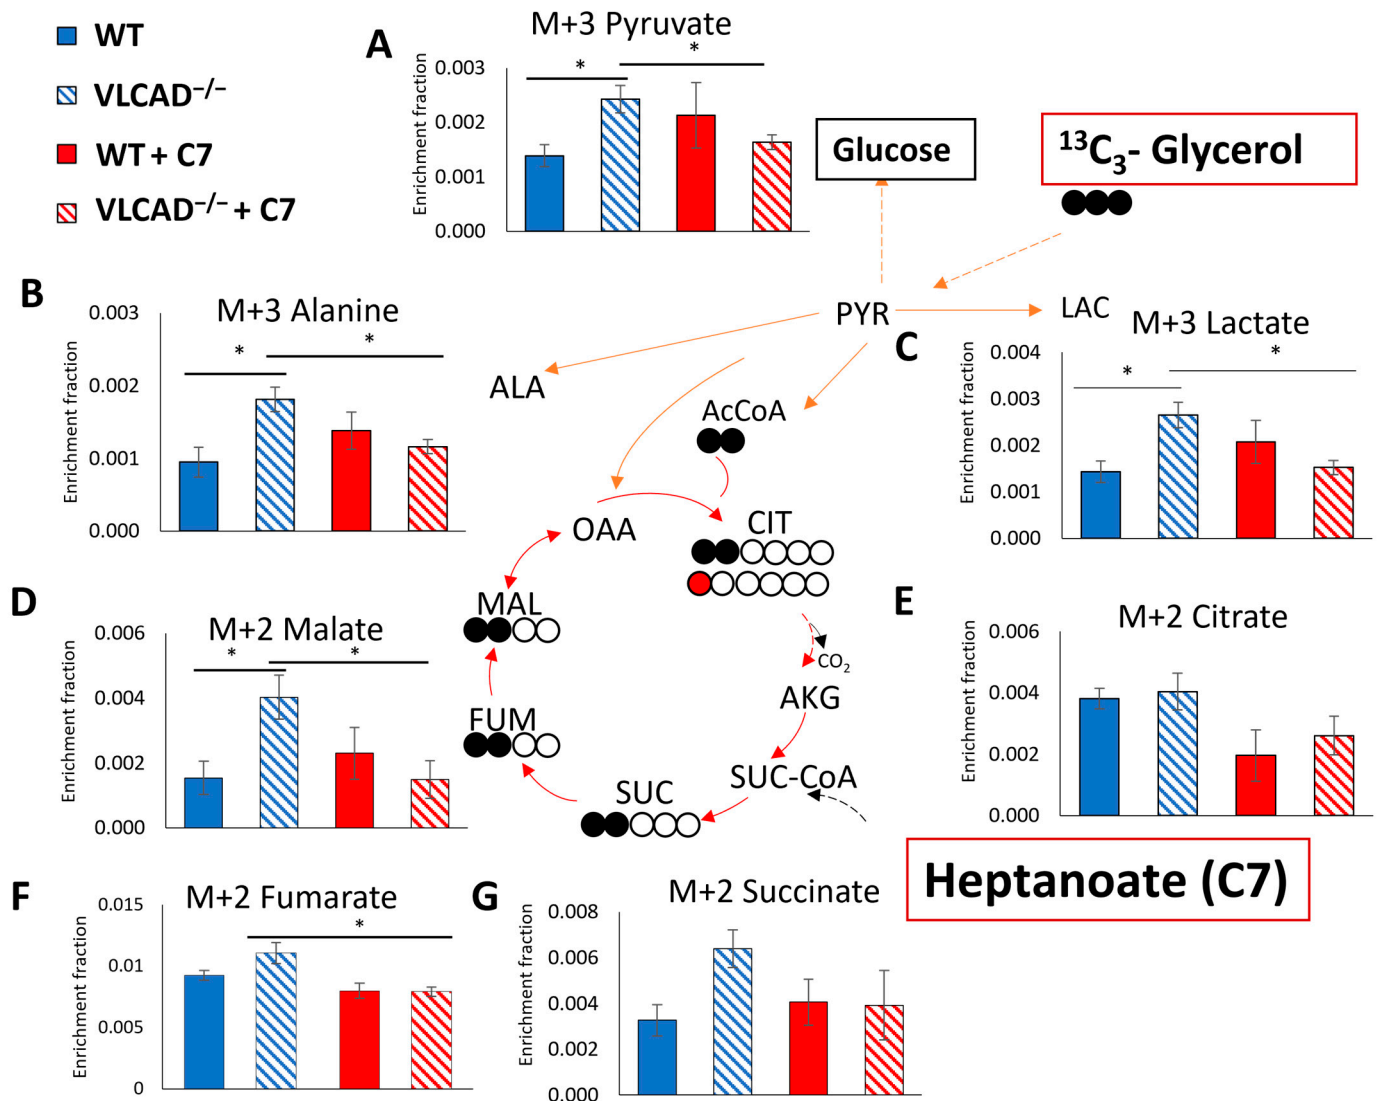 WT
VLCAD⁻/⁻
WT + C7
VLCAD⁻/⁻ + C7
A
M+3 Pyruvate
*
*
Enrichment fraction
0.003
0.002
0.001
0.000
Glucose
¹³C₃- Glycerol
B
M+3 Alanine
*
*
Enrichment fraction
0.003
0.002
0.001
0.000
PYR
LAC
ALA
AcCoA
OAA
CIT
MAL
CO₂
AKG
FUM
SUC-CoA
SUC
C
M+3 Lactate
*
*
Enrichment fraction
0.004
0.003
0.002
0.001
0.000
D
M+2 Malate
*
*
Enrichment fraction
0.006
0.004
0.002
0.000
E
M+2 Citrate
Enrichment fraction
0.006
0.004
0.002
0.000
Heptanoate (C7)
F
M+2 Fumarate
*
Enrichment fraction
0.015
0.01
0.005
0
G
M+2 Succinate
Enrichment fraction
0.008
0.006
0.004
0.002
0.000